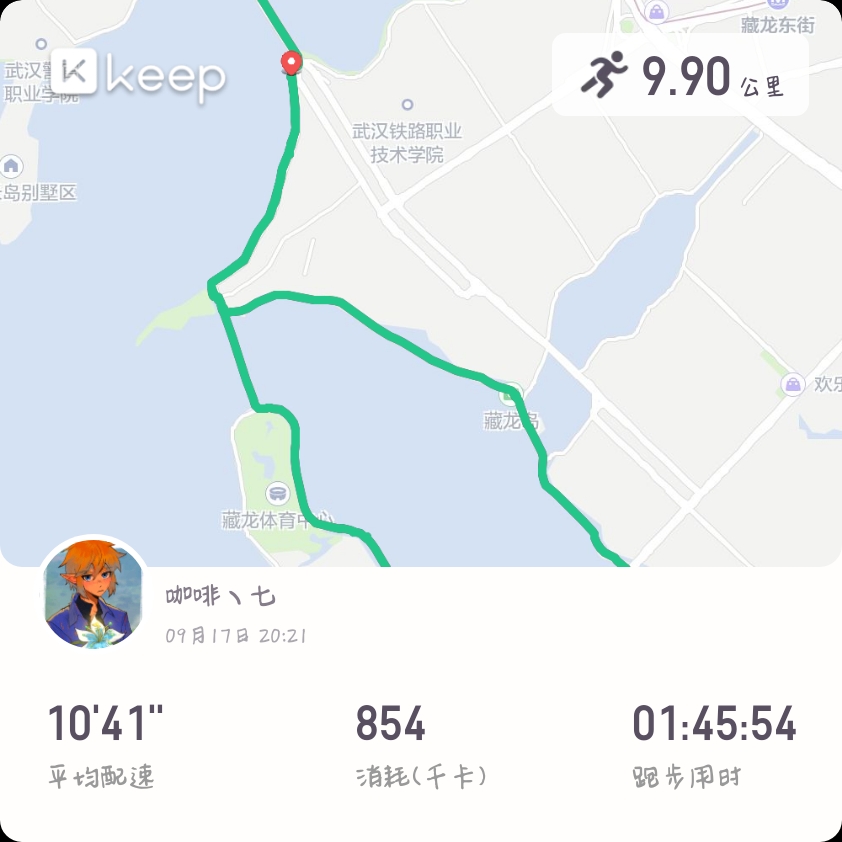 藏龙东街
武汉警
职业学院
keep
9.90 公里
武汉铁路职业
技术学院
岛别墅区
欢乐
藏龙岛
藏龙体育中心
咖啡丶七
09月17日 20:21
10'41" 854 01:45:54
平均配速 消耗(千卡) 跑步用时